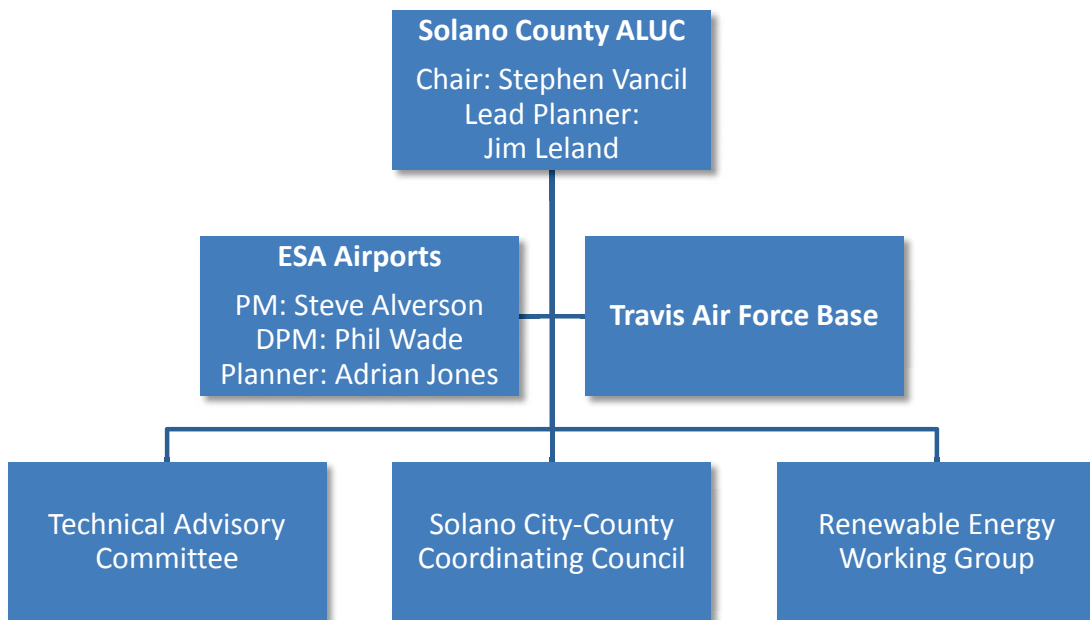 Solano County ALUC
Chair: Stephen Vancil
Lead Planner:
Jim Leland
ESA Airports
PM: Steve Alverson
DPM: Phil Wade
Planner: Adrian Jones
Travis Air Force Base
Technical Advisory
Committee
Solano City-County
Coordinating Council
Renewable Energy
Working Group